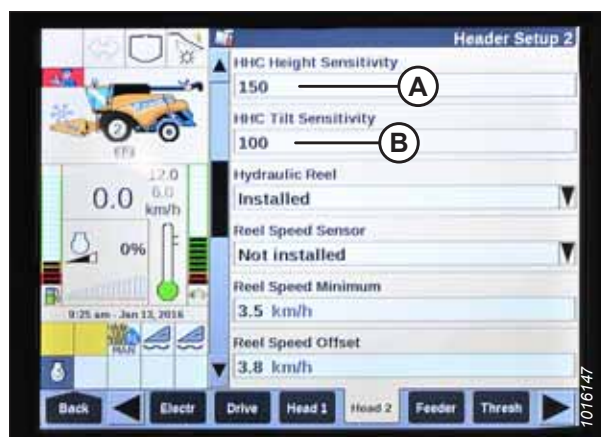 Header Setup 2
HHC Height Sensitivity
150
A
HHC Tilt Sensitivity
100
B
Hydraulic Reel
Installed
Reel Speed Sensor
Not installed
Reel Speed Minimum
3.5 km/h
Reel Speed Offset
3.8 km/h
2
12.0
0.0
6.0
km/h
0%
9:25 am - Jan 13, 2016
MAN
Back
Electr
Drive
Head 1
Head 2
Feeder
Thresh
1016147